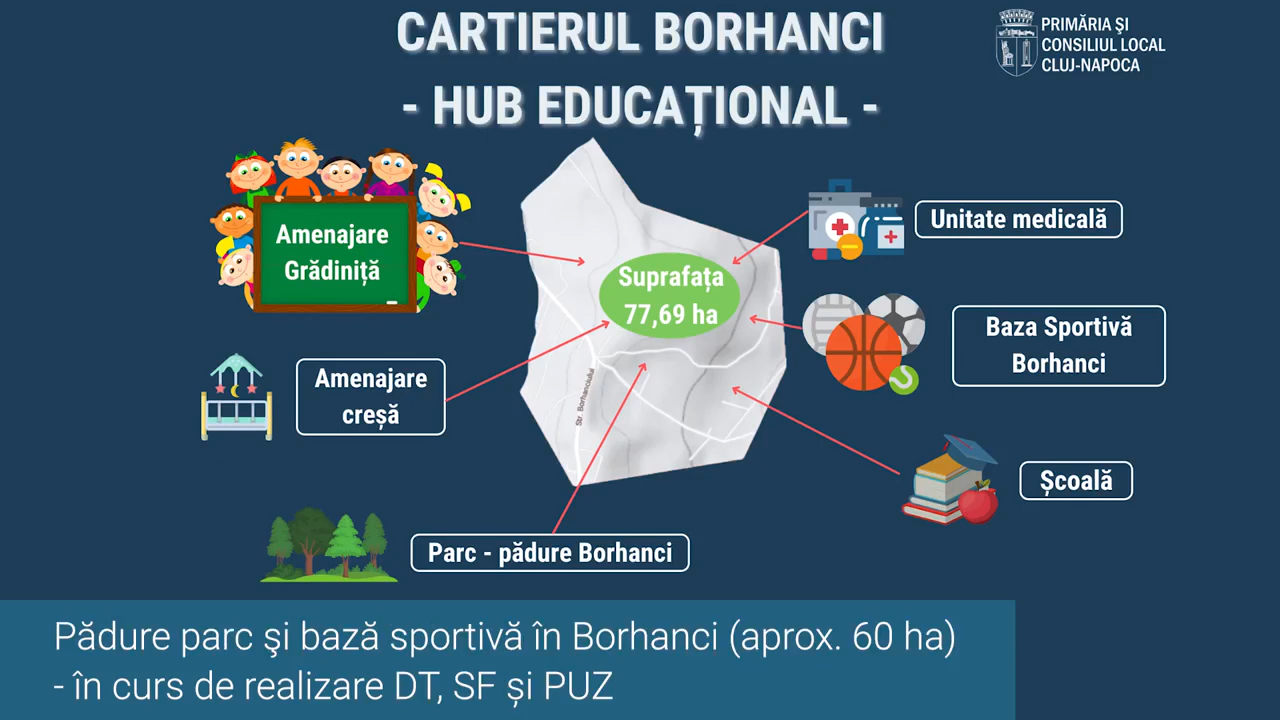 CARTIERUL BORHANCI
- HUB EDUCAȚIONAL -
PRIMĂRIA ŞI
CONSILIUL LOCAL
CLUJ-NAPOCA
Amenajare
Grădiniță
Unitate medicală
Suprafața
77,69 ha
Baza Sportivă
Borhanci
Amenajare
creșă
Str. Borhanciului
Școală
Parc - pădure Borhanci
Pădure parc şi bază sportivă în Borhanci (aprox. 60 ha)
- în curs de realizare DT, SF și PUZ